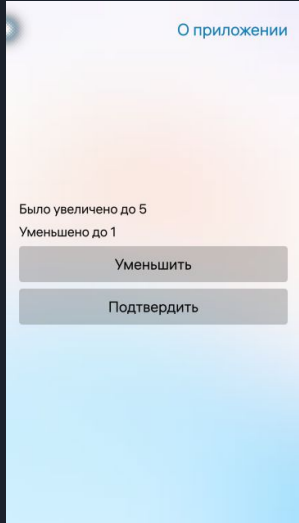 О приложении
Было увеличено до 5
Уменьшено до 1
Уменьшить
Подтвердить